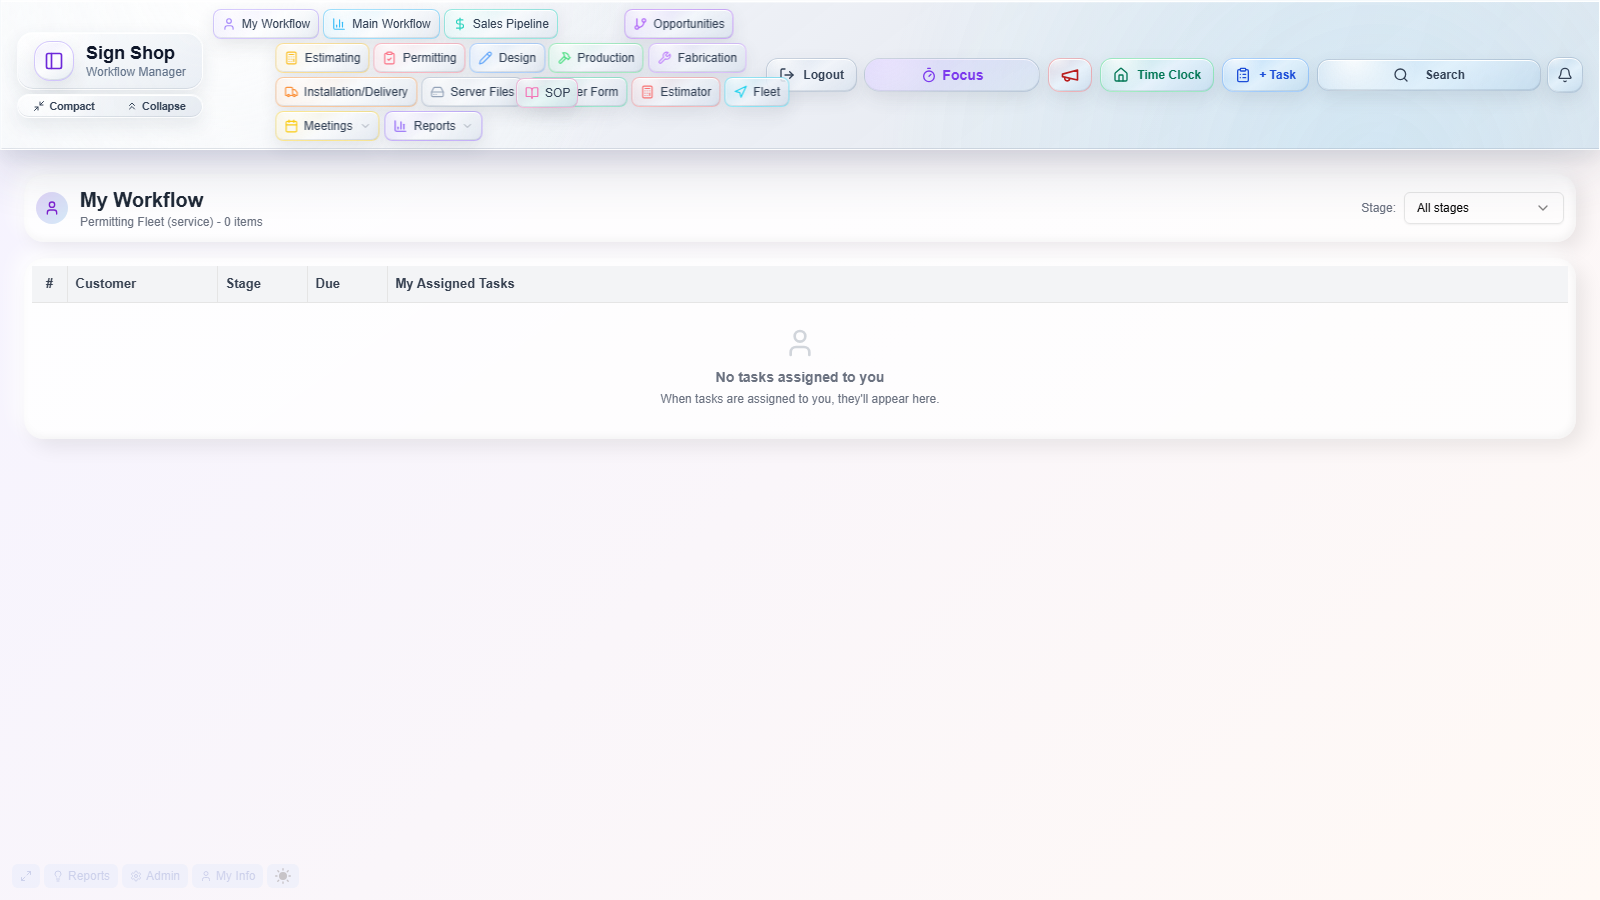 My Workflow Main Workflow Sales Pipeline Opportunities
Sign Shop
Workflow Manager
Compact Collapse
Estimating Permitting Design Production Fabrication
Installation/Delivery Server Files SOP Form Estimator Fleet
Meetings Reports
Logout Focus Time Clock + Task Search
My Workflow
Permitting Fleet (service) - 0 items
Stage: All stages
# Customer Stage Due My Assigned Tasks
No tasks assigned to you
When tasks are assigned to you, they'll appear here.
Reports Admin My Info